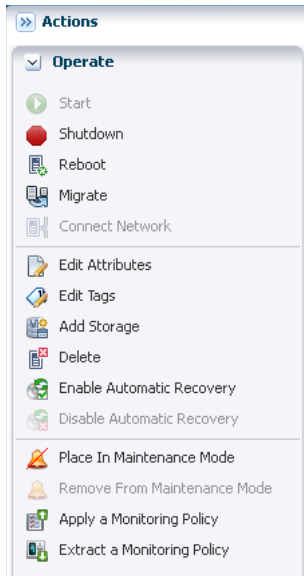 Actions
Operate
Start
Shutdown
Reboot
Migrate
Connect Network
Edit Attributes
Edit Tags
Add Storage
Delete
Enable Automatic Recovery
Disable Automatic Recovery
Place In Maintenance Mode
Remove From Maintenance Mode
Apply a Monitoring Policy
Extract a Monitoring Policy